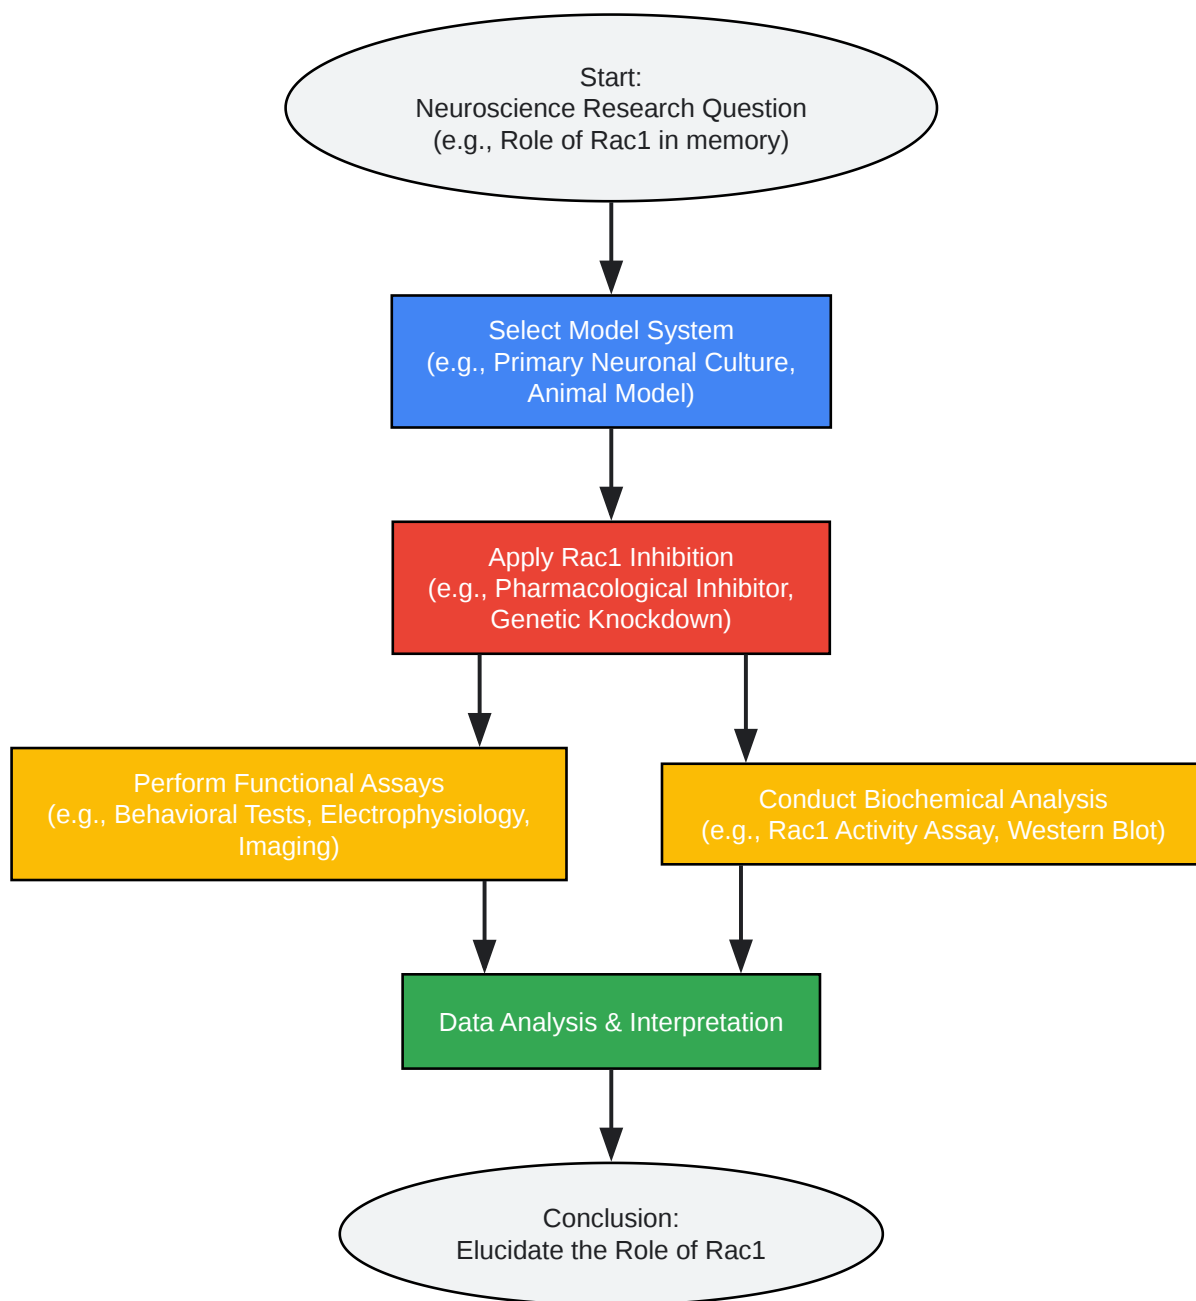 Start:
Neuroscience Research Question
(e.g., Role of Rac1 in memory)
Select Model System
(e.g., Primary Neuronal Culture,
Animal Model)
Apply Rac1 Inhibition
(e.g., Pharmacological Inhibitor,
Genetic Knockdown)
Perform Functional Assays
(e.g., Behavioral Tests, Electrophysiology,
Imaging)
Conduct Biochemical Analysis
(e.g., Rac1 Activity Assay, Western Blot)
Data Analysis & Interpretation
Conclusion:
Elucidate the Role of Rac1